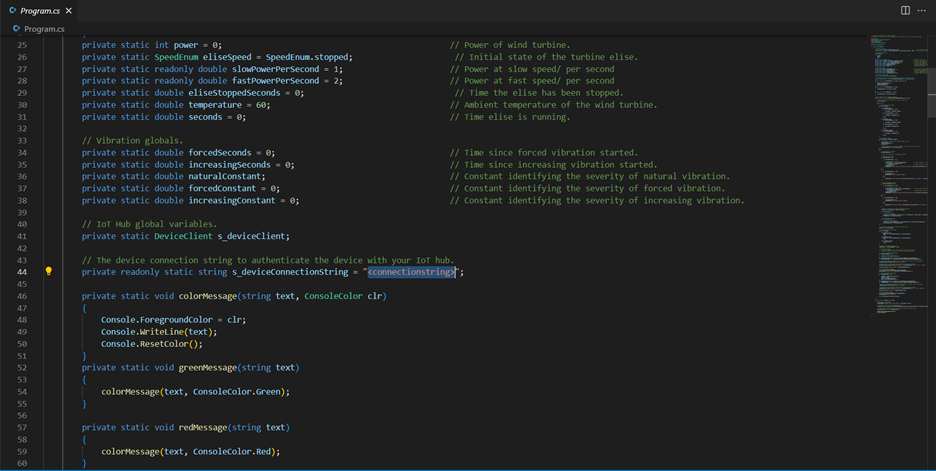 Program.cs
Program.cs
25 private static int power = 0; // Power of wind turbine.
26 private static SpeedEnum eliseSpeed = SpeedEnum.stopped; // Initial state of the turbine elise.
27 private static readonly double slowPowerPerSecond = 1; // Power at slow speed/ per second
28 private static readonly double fastPowerPerSecond = 2; // Power at fast speed/ per second
29 private static double eliseStoppedSeconds = 0; // Time the elise has been stopped.
30 private static double temperature = 60; // Ambient temperature of the wind turbine.
31 private static double seconds = 0; // Time elise is running.
32
33 // Vibration globals.
34 private static double forcedSeconds = 0; // Time since forced vibration started.
35 private static double increasingSeconds = 0; // Time since increasing vibration started.
36 private static double naturalConstant; // Constant identifying the severity of natural vibration.
37 private static double forcedConstant = 0; // Constant identifying the severity of forced vibration.
38 private static double increasingConstant = 0; // Constant identifying the severity of increasing vibration.
39
40 // IoT Hub global variables.
41 private static DeviceClient s_deviceClient;
42
43 // The device connection string to authenticate the device with your IoT hub.
44 private readonly static string s_deviceConnectionString = "<connectionstring>";
45
46 private static void colorMessage(string text, ConsoleColor clr)
47 {
48 Console.ForegroundColor = clr;
49 Console.WriteLine(text);
50 Console.ResetColor();
51 }
52 private static void greenMessage(string text)
53 {
54 colorMessage(text, ConsoleColor.Green);
55 }
56
57 private static void redMessage(string text)
58 {
59 colorMessage(text, ConsoleColor.Red);
60 }